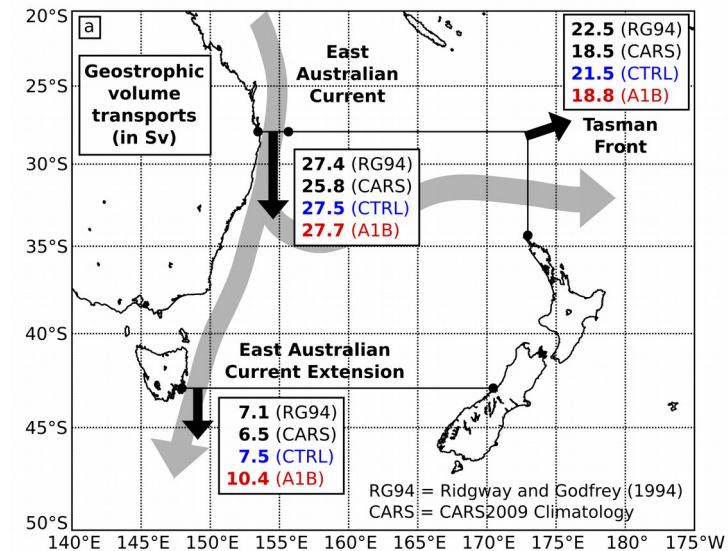 a
20°S
25°S
30°S
35°S
40°S
45°S
50°S
Geostrophic
volume
transports
(in Sv)
East
Australian
Current
22.5 (RG94)
18.5 (CARS)
21.5 (CTRL)
18.8 (A1B)
Tasman
Front
27.4 (RG94)
25.8 (CARS)
27.5 (CTRL)
27.7 (A1B)
East Australian
Current Extension
7.1 (RG94)
6.5 (CARS)
7.5 (CTRL)
10.4 (A1B)
RG94 = Ridgway and Godfrey (1994)
CARS = CARS2009 Climatology
140°E 145°E 150°E 155°E 160°E 165°E 170°E 175°E 180°E 175°W